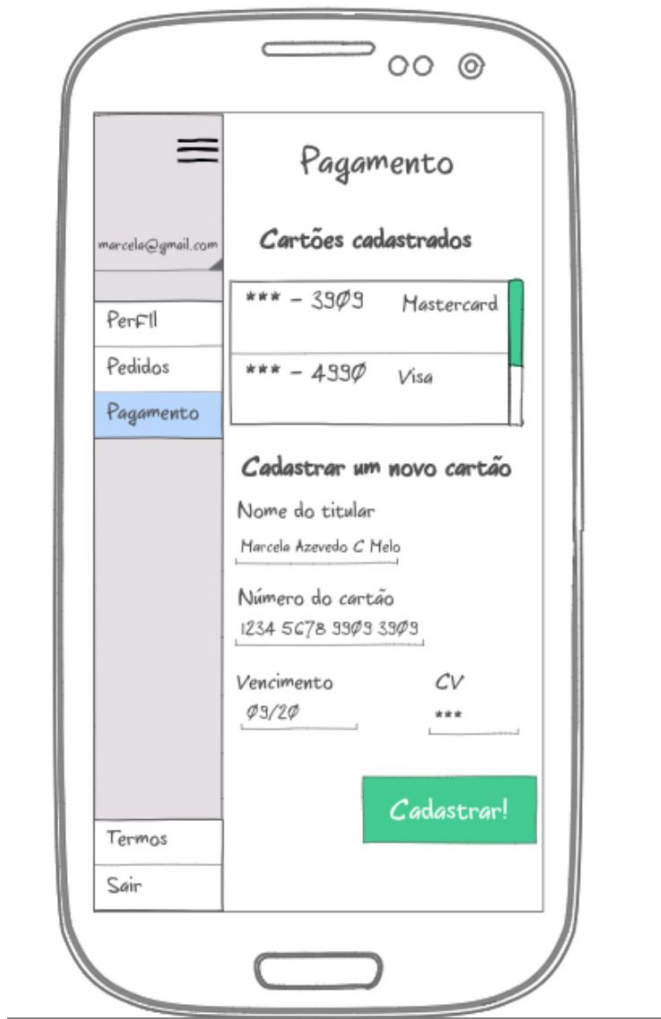 Pagamento
marcela@gmail.com
Cartões cadastrados
*** - 3909 Mastercard
*** - 4990 Visa
Perfil
Pedidos
Pagamento
Cadastrar um novo cartão
Nome do titular
Marcela Azevedo C Melo
Número do cartão
1234 5678 9909 3909
Vencimento CV
09/20 ***
Cadastrar!
Termos
Sair